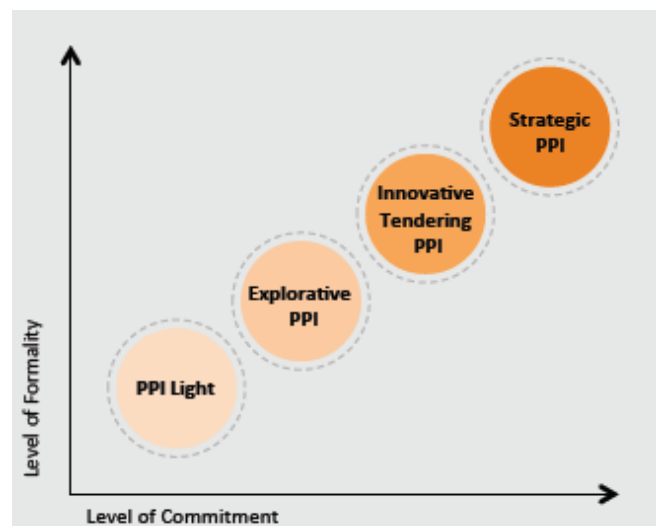 Strategic
PPI
Innovative
Tendering
PPI
Explorative
PPI
PPI Light
Level of Formality
Level of Commitment